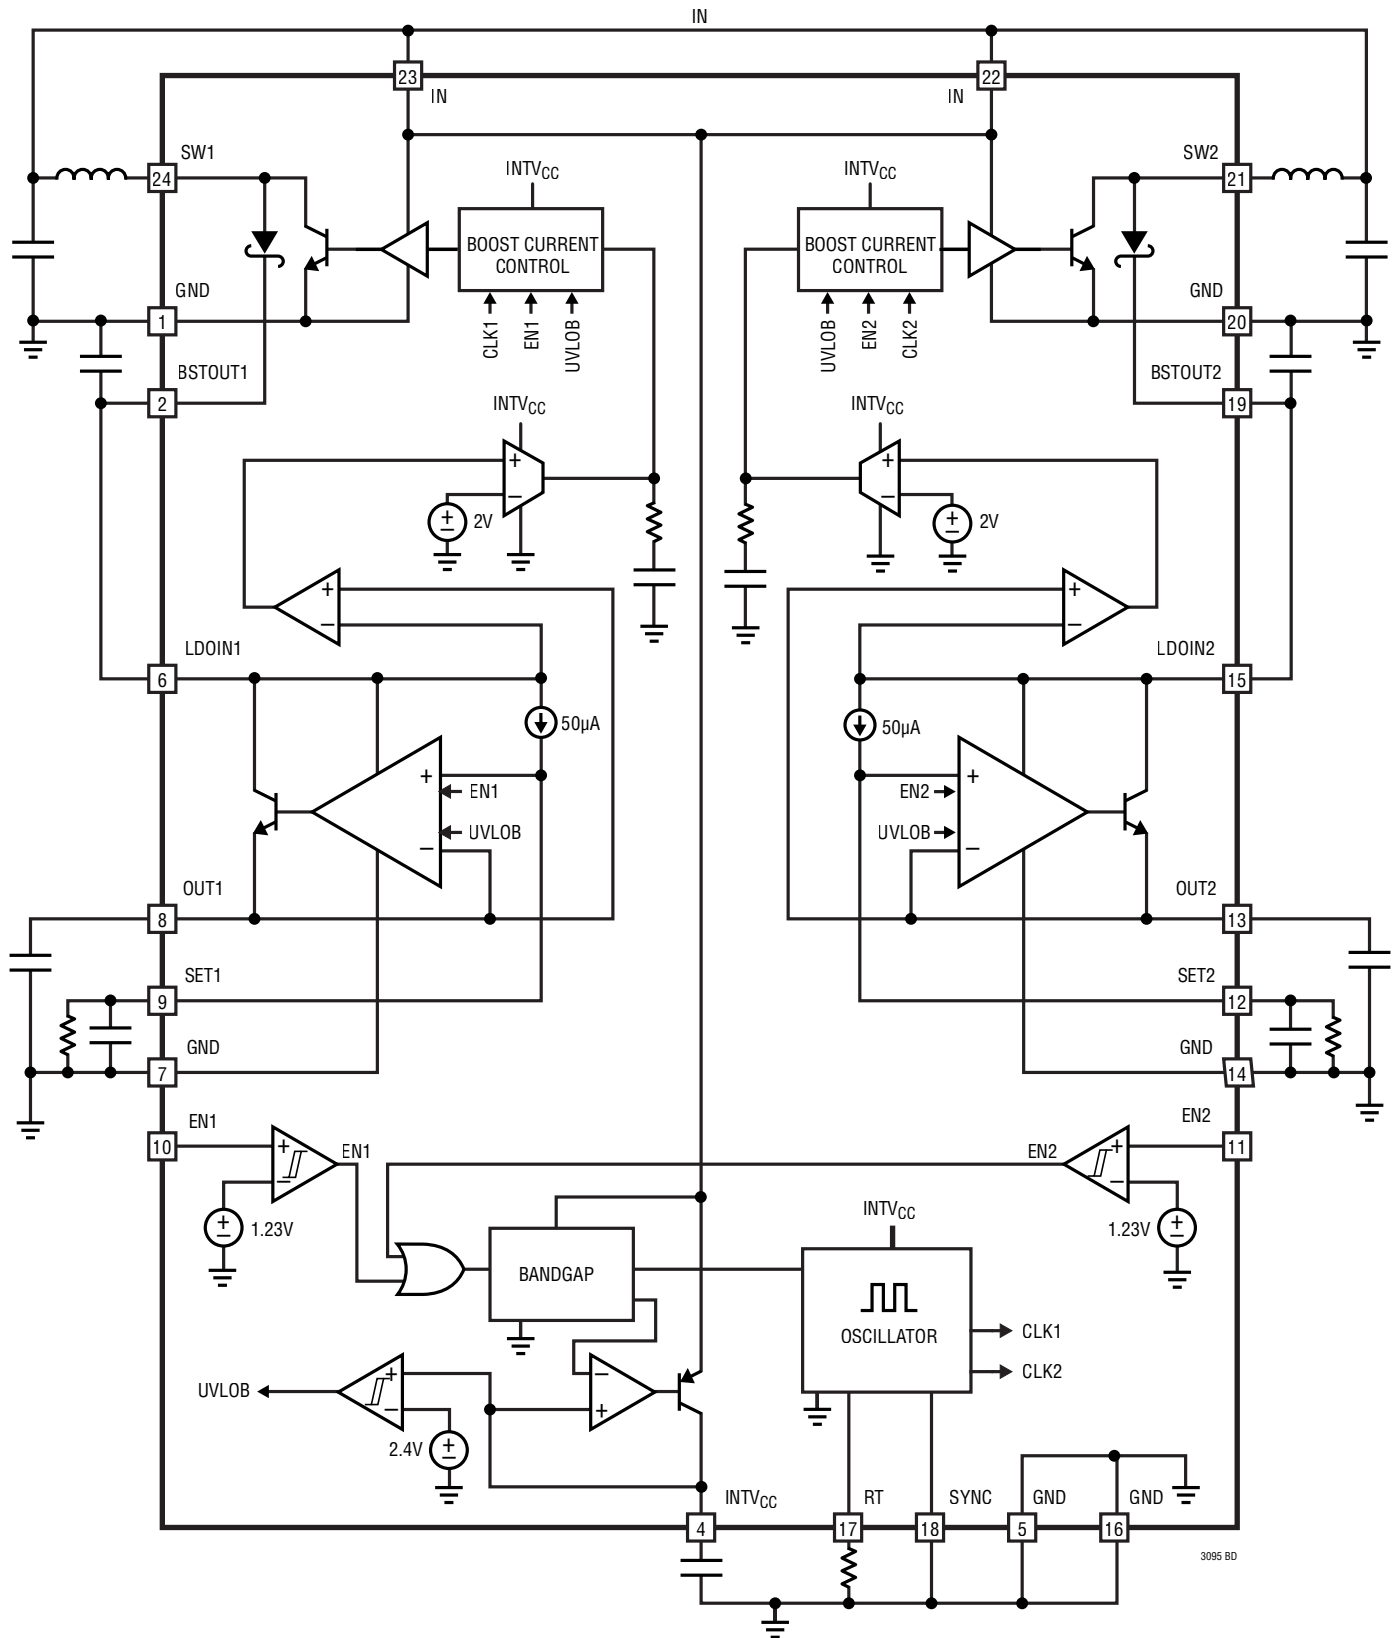 IN
23
22
IN
IN
SW1
SW2
24
21
INTVCC
INTVCC
BOOST CURRENT
CONTROL
BOOST CURRENT
CONTROL
GND
GND
1
20
CLK1
EN1
UVLOB
UVLOB
EN2
CLK2
BSTOUT1
BSTOUT2
2
19
INTVCC
INTVCC
+
–
+
–
+
–
2V
+
–
2V
+
–
+
–
LDOIN1
LDOIN2
6
15
50µA
50µA
+
EN1
UVLOB
–
+
EN2
UVLOB
–
OUT1
OUT2
8
13
SET1
SET2
9
12
GND
GND
7
14
EN1
EN2
10
11
+
–
EN1
EN2
+
–
+
–
1.23V
INTVCC
1.23V
+
–
BANDGAP
OSCILLATOR
CLK1
CLK2
UVLOB
+
–
–
+
2.4V
+
–
INTVCC
RT
SYNC
GND
GND
4
17
18
5
16
3095 BD